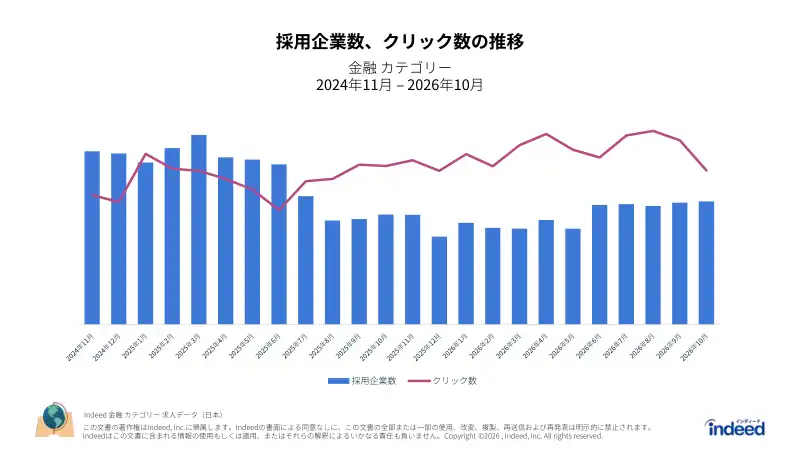 採用企業数、クリック数の推移
金融 カテゴリー
2024年11月 – 2026年10月
2024年11月
2024年12月
2025年1月
2025年2月
2025年3月
2025年4月
2025年5月
2025年6月
2025年7月
2025年8月
2025年9月
2025年10月
2025年11月
2025年12月
2026年1月
2026年2月
2026年3月
2026年4月
2026年5月
2026年6月
2026年7月
2026年8月
2026年9月
2026年10月
採用企業数 クリック数
Indeed 金融 カテゴリー 求人データ（日本）
この文書の著作権はIndeed, Inc.に帰属します。Indeedの書面による同意なしに、この文書の全部または一部の使用、改変、複製、再送信および再発表は明示的に禁止されます。
Indeedはこの文書に含まれる情報の使用もしくは適用、またはそれらの解釈によるいかなる責任も負いません。Copyright ©2026 , Indeed, Inc. All rights reserved.
インディード
indeed